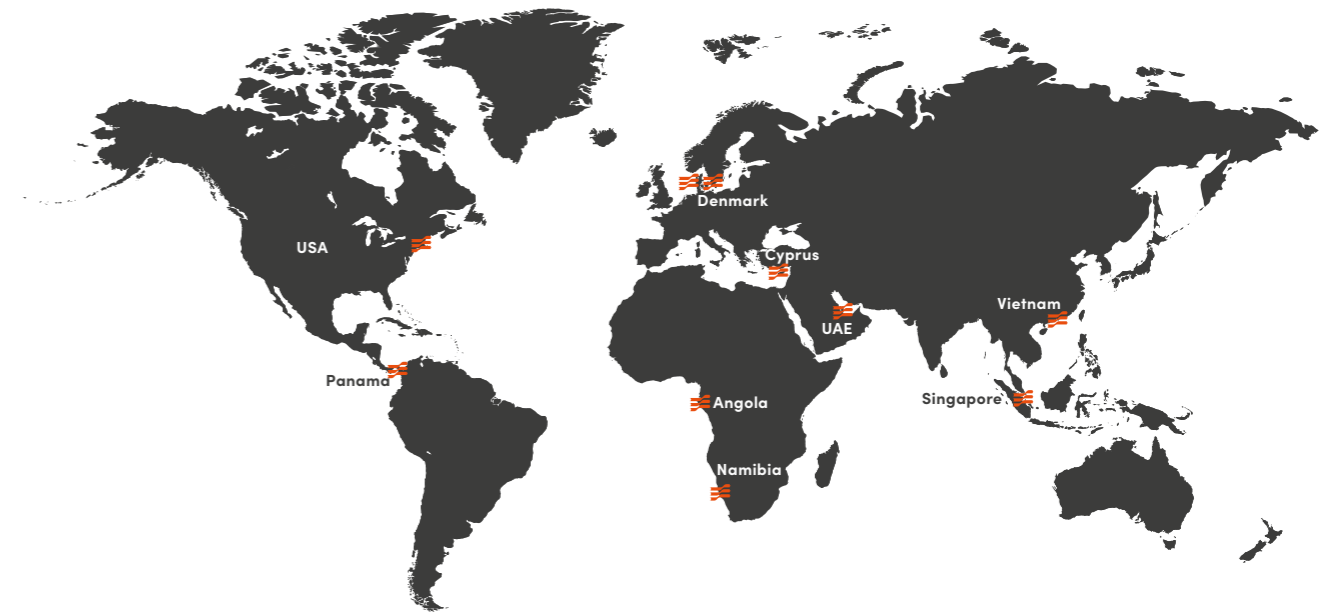 Denmark
USA
Cyprus
Vietnam
UAE
Panama
Singapore
Angola
Namibia